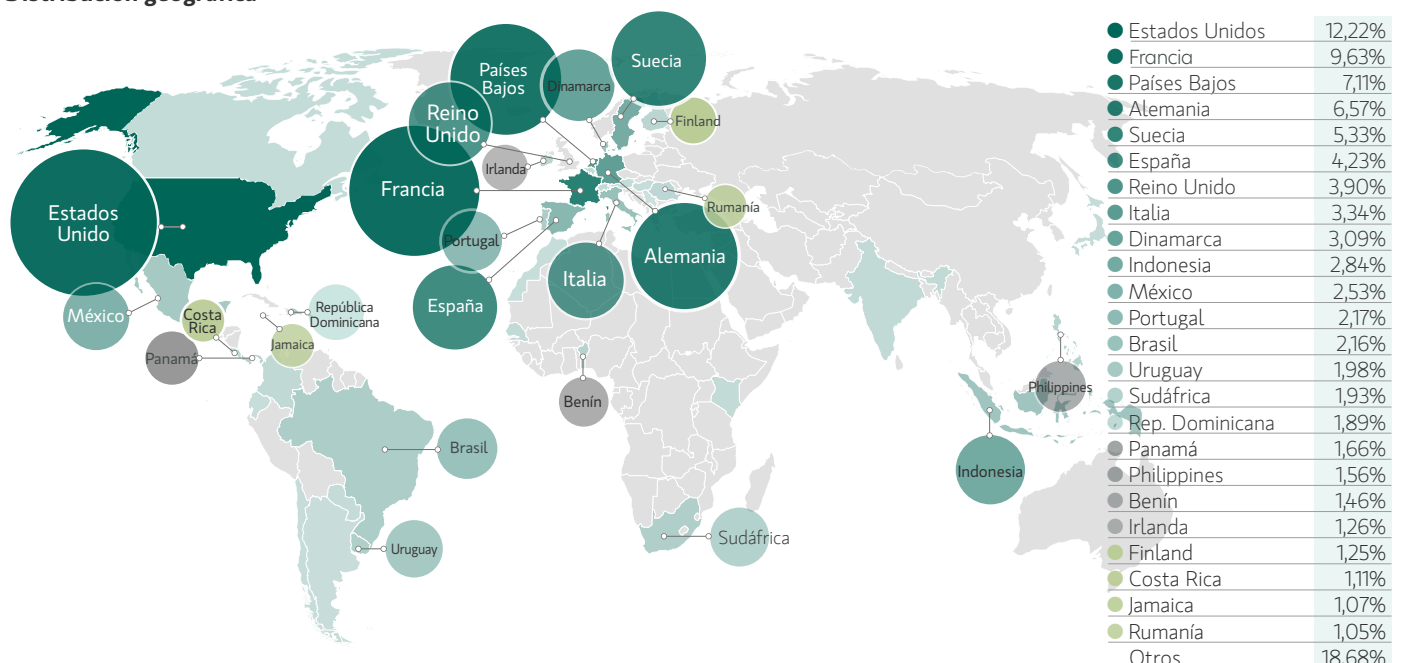 Distribución geográfica
Países
Bajos
Suecia
Dinamarca
Reino
Unido
Finland
Irlanda
Francia
Estados
Unido
Rumanía
Portugal
Alemania
Italia
España
México
Costa
Rica
República
Dominicana
Jamaica
Panamá
Benín
Philippines
Brasil
Indonesia
Uruguay
Sudáfrica
Estados Unidos 12,22%
Francia 9,63%
Países Bajos 7,11%
Alemania 6,57%
Suecia 5,33%
España 4,23%
Reino Unido 3,90%
Italia 3,34%
Dinamarca 3,09%
Indonesia 2,84%
México 2,53%
Portugal 2,17%
Brasil 2,16%
Uruguay 1,98%
Sudáfrica 1,93%
Rep. Dominicana 1,89%
Panamá 1,66%
Philippines 1,56%
Benín 1,46%
Irlanda 1,26%
Finland 1,25%
Costa Rica 1,11%
Jamaica 1,07%
Rumanía 1,05%
Otros 18,68%